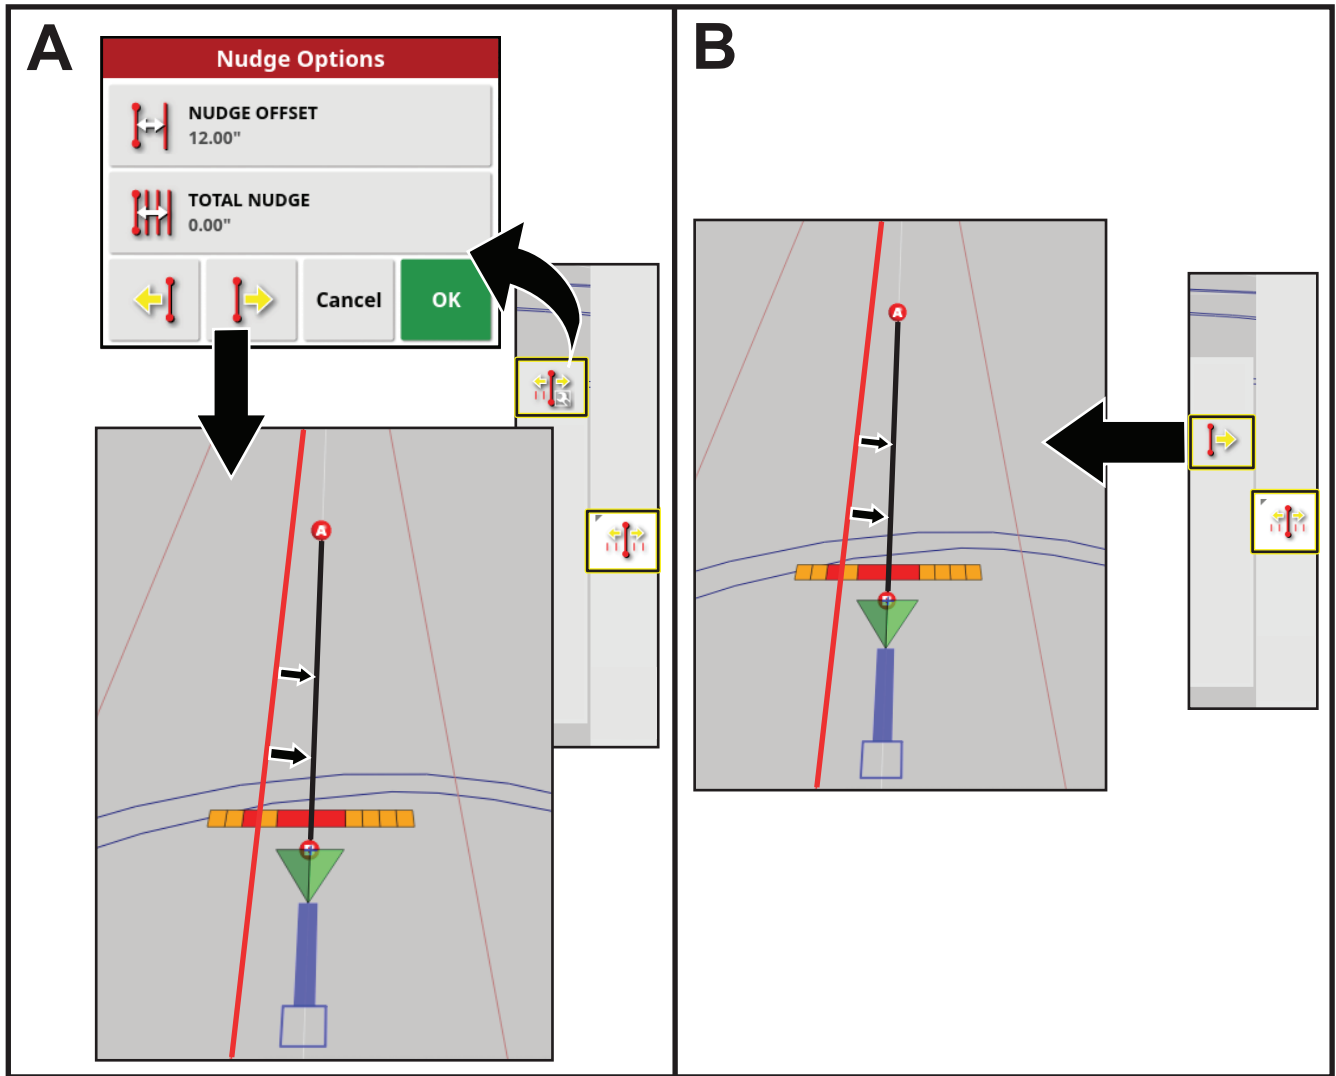 A
Nudge Options
NUDGE OFFSET
12.00"
TOTAL NUDGE
0.00"
Cancel
OK
A
B
A